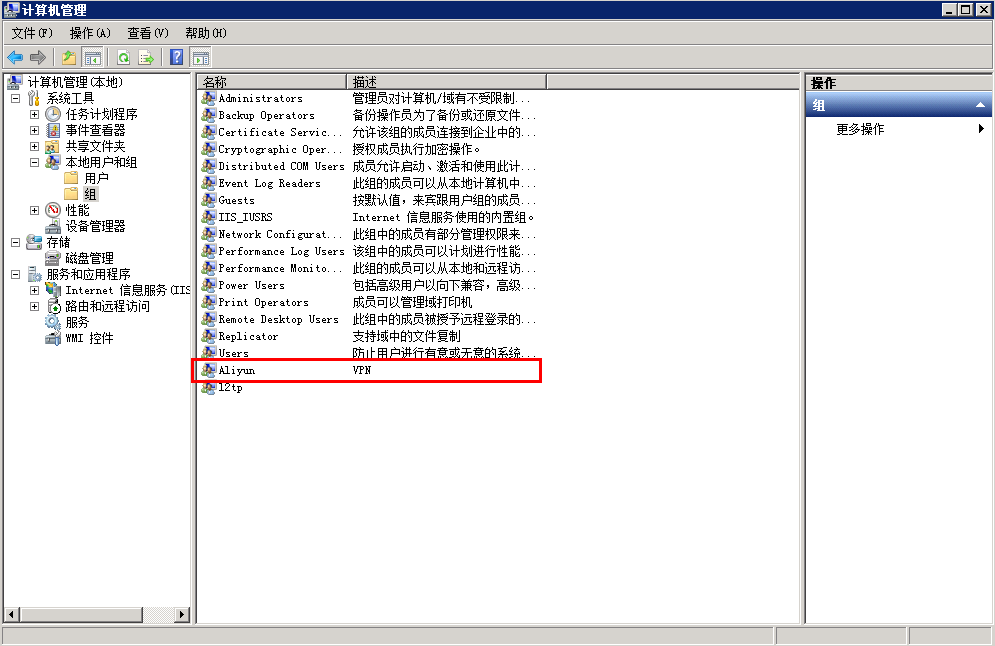 计算机管理
文件(F) 操作(A) 查看(V) 帮助(H)
计算机管理(本地)
系统工具
任务计划程序
事件查看器
共享文件夹
本地用户和组
用户
组
性能
设备管理器
存储
磁盘管理
服务和应用程序
Internet 信息服务(IIS
路由和远程访问
服务
WMI 控件
名称 描述
Administrators 管理员对计算机/域有不受限制...
Backup Operators 备份操作员为了备份或还原文件...
Certificate Servic... 允许该组的成员连接到企业中的...
Cryptographic Oper... 授权成员执行加密操作。
Distributed COM Users 成员允许启动、激活和使用此计...
Event Log Readers 此组的成员可以从本地计算机中...
Guests 按默认值，来宾跟用户组的成员...
IIS_IUSRS Internet 信息服务使用的内置组。
Network Configurat... 此组中的成员有部分管理权限来...
Performance Log Users 该组中的成员可以计划进行性能...
Performance Monito... 此组的成员可以从本地和远程访...
Power Users 包括高级用户以向下兼容，高级...
Print Operators 成员可以管理域打印机
Remote Desktop Users 此组中的成员被授予远程登录的...
Replicator 支持域中的文件复制
Users 防止用户进行有意或无意的系统...
Aliyun VPN
l2tp
操作
组
更多操作